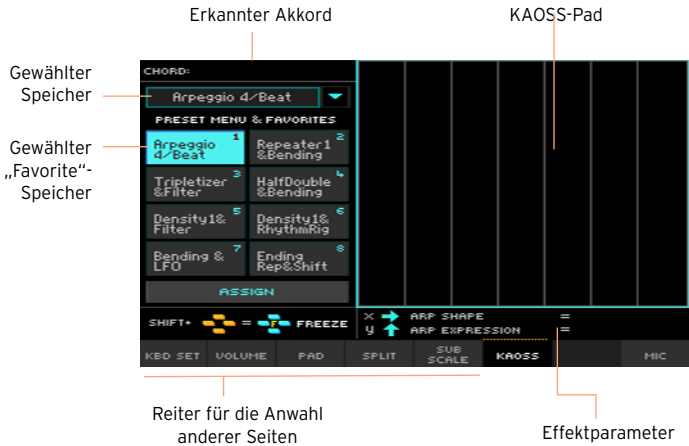 Erkannter Akkord
KAOSS-Pad
Gewählter
Speicher
Gewählter
„Favorite“-
Speicher
CHORD:
Arpeggio 4/Beat
PRESET MENU & FAVORITES
Arpeggio 4/Beat 1
Repeater1 &Bending 2
Tripletizer &Filter 3
HalfDouble &Bending 4
Density1& Filter 5
Density1& RhythmRig 6
Bending & LFO 7
Ending Rep&Shift 8
ASSIGN
SHIFT+ = F FREEZE
X ARP SHAPE =
Y ARP EXPRESSION =
KBD SET
VOLUME
PAD
SPLIT
SUB SCALE
KAOSS
MIC
Reiter für die Anwahl
anderer Seiten
Effektparameter